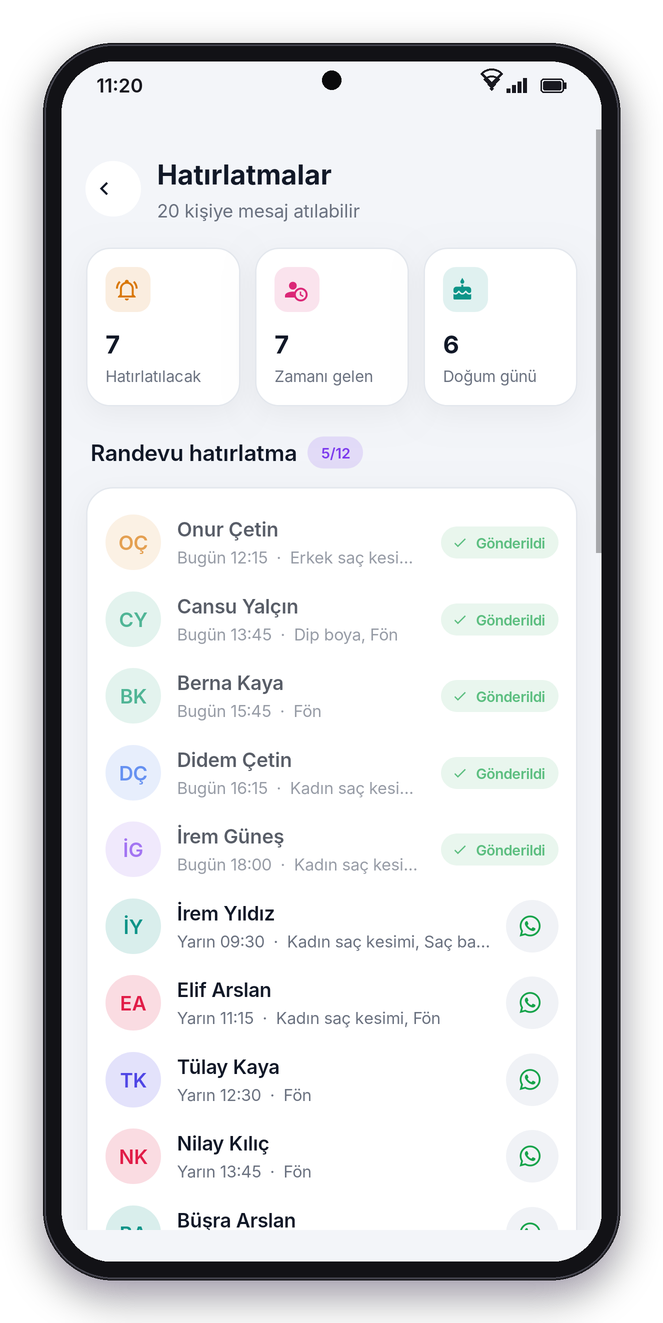 11:20
Hatırlatmalar
20 kişiye mesaj atılabilir
7
Hatırlatılacak
7
Zamanı gelen
6
Doğum günü
Randevu hatırlatma 5/12
OÇ
Onur Çetin
Bugün 12:15 · Erkek saç kesi...
Gönderildi
CY
Cansu Yalçın
Bugün 13:45 · Dip boya, Fön
Gönderildi
BK
Berna Kaya
Bugün 15:45 · Fön
Gönderildi
DÇ
Didem Çetin
Bugün 16:15 · Kadın saç kesi...
Gönderildi
İG
İrem Güneş
Bugün 18:00 · Kadın saç kesi...
Gönderildi
İY
İrem Yıldız
Yarın 09:30 · Kadın saç kesimi, Saç ba...
EA
Elif Arslan
Yarın 11:15 · Kadın saç kesimi, Fön
TK
Tülay Kaya
Yarın 12:30 · Fön
NK
Nilay Kılıç
Yarın 13:45 · Fön
BA
Büşra Arslan